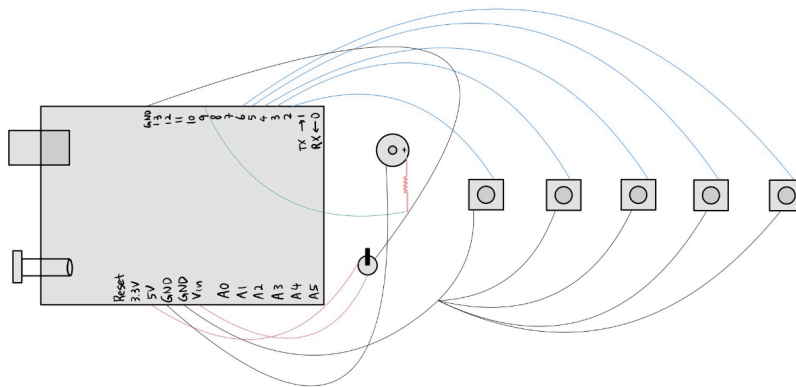 GND
13
12
11
10
9
8
7
6
5
4
3
2
TX → 1
RX ← 0
+
Reset
3.3V
5V
GND
GND
Vin
A0
A1
A2
A3
A4
A5